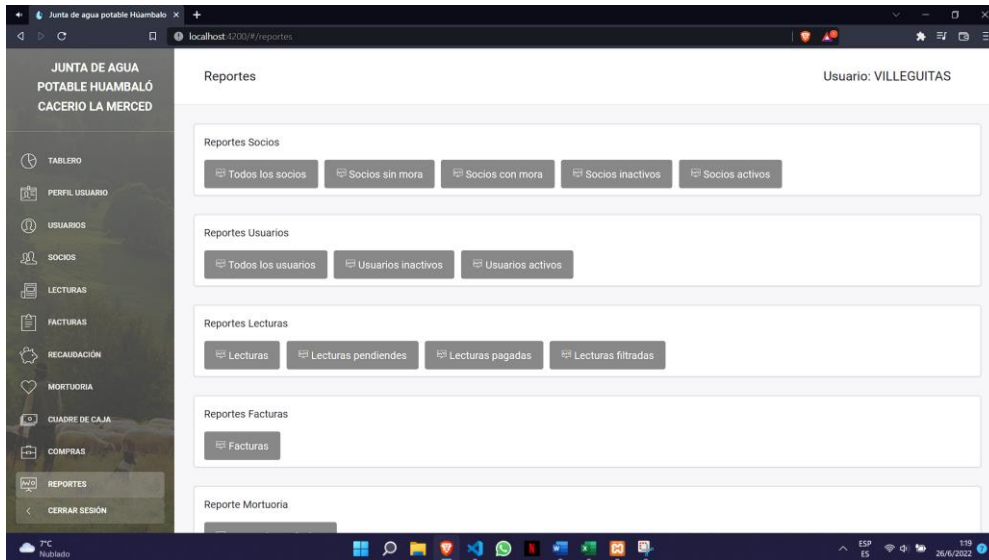 Junta de agua potable Húambalo
localhost:4200/#/reportes
JUNTA DE AGUA
POTABLE HUAMBALÓ
CACERIO LA MERCED
TABLERO
PERFIL USUARIO
USUARIOS
SOCIOS
LECTURAS
FACTURAS
RECAUDACIÓN
MORTUORIA
CUADRE DE CAJA
COMPRAS
REPORTES
CERRAR SESIÓN
Reportes
Usuario: VILLEGUITAS
Reportes Socios
Todos los socios
Socios sin mora
Socios con mora
Socios inactivos
Socios activos
Reportes Usuarios
Todos los usuarios
Usuarios inactivos
Usuarios activos
Reportes Lecturas
Lecturas
Lecturas pendiendes
Lecturas pagadas
Lecturas filtradas
Reportes Facturas
Facturas
Reporte Mortuoria
7°C
Nublado
ESP
ES
1:19
26/6/2022